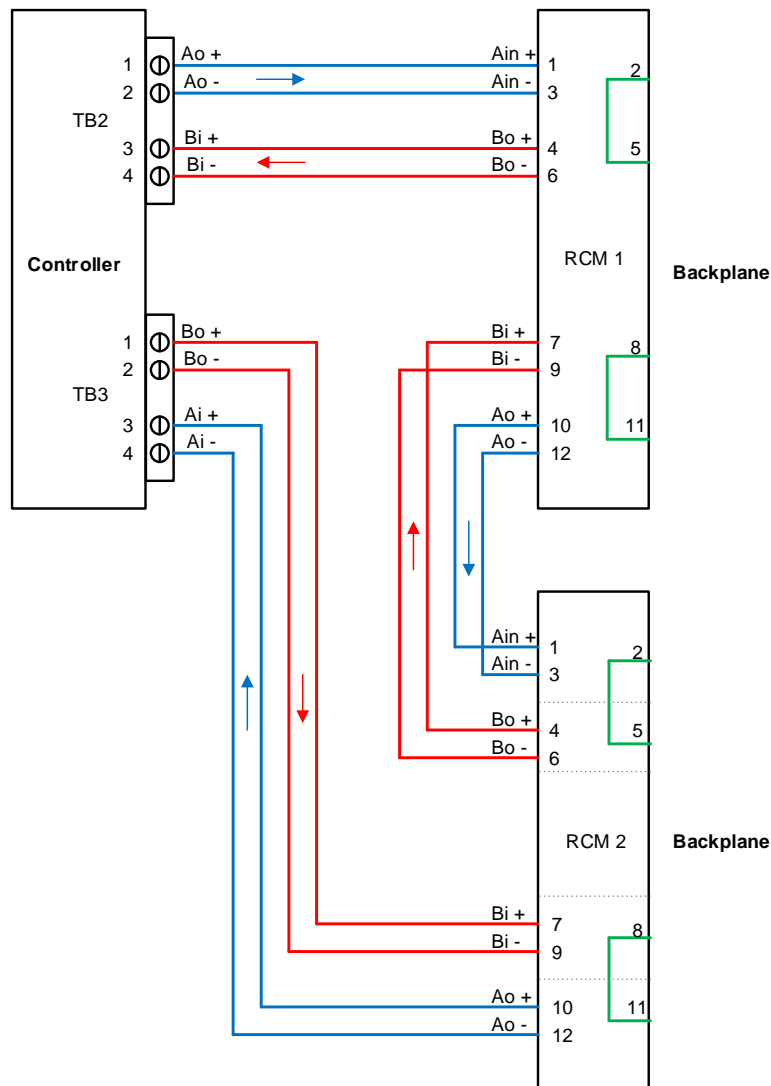 Ao + Ain +
1 1 2
Ao - Ain -
2 3
TB2
Bi + Bo +
3 4 5
Bi - Bo -
4 6
Controller RCM 1 Backplane
Bo + Bi +
1 7 8
Bo - Bi -
2 9
TB3
Ai + Ao +
3 10 11
Ai - Ao -
4 12
Ain +
1 2
Ain -
3
Bo +
4 5
Bo -
6
RCM 2 Backplane
Bi +
7 8
Bi -
9
Ao +
10 11
Ao -
12